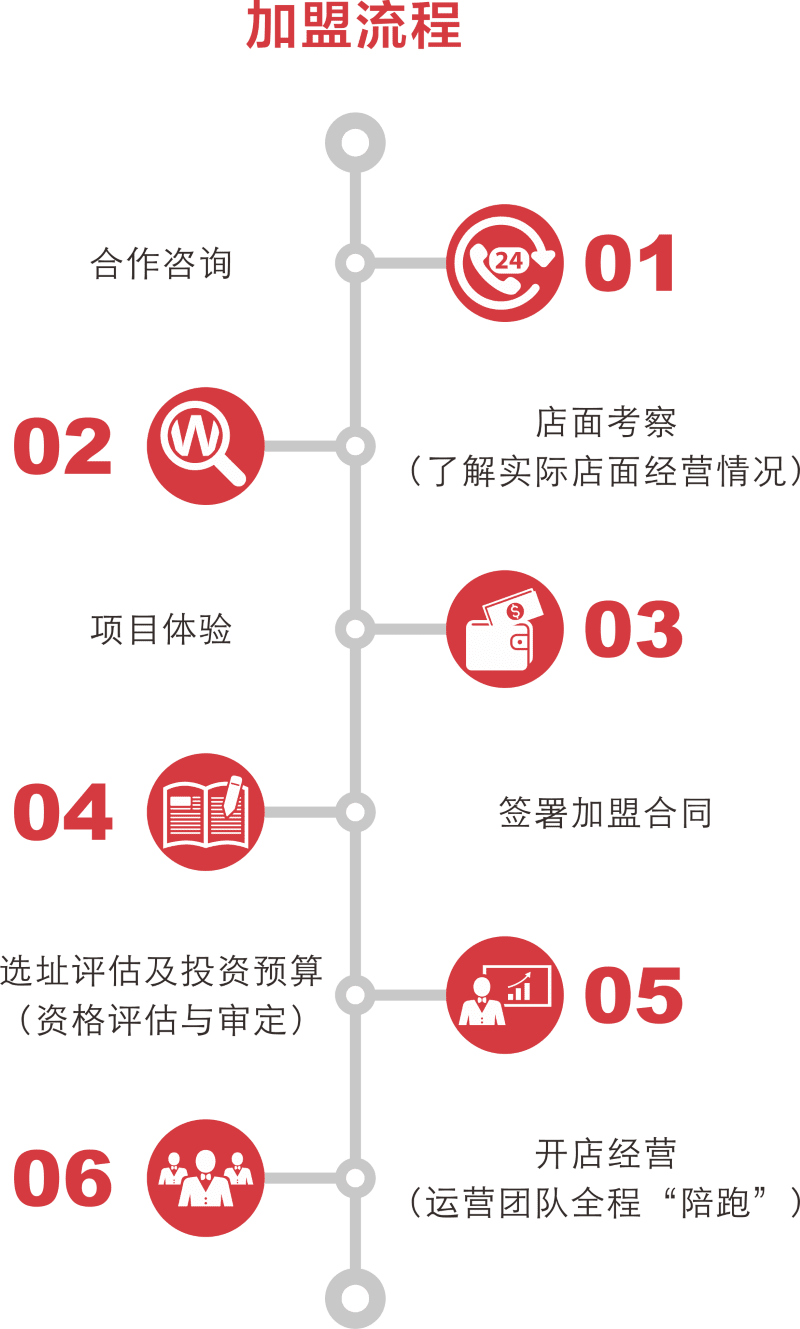 加盟流程
合作咨询
24
01
02
W
店面考察
（了解实际店面经营情况）
项目体验
$
03
04
签署加盟合同
选址评估及投资预算
（资格评估与审定）
05
06
开店经营
（运营团队全程“陪跑”）